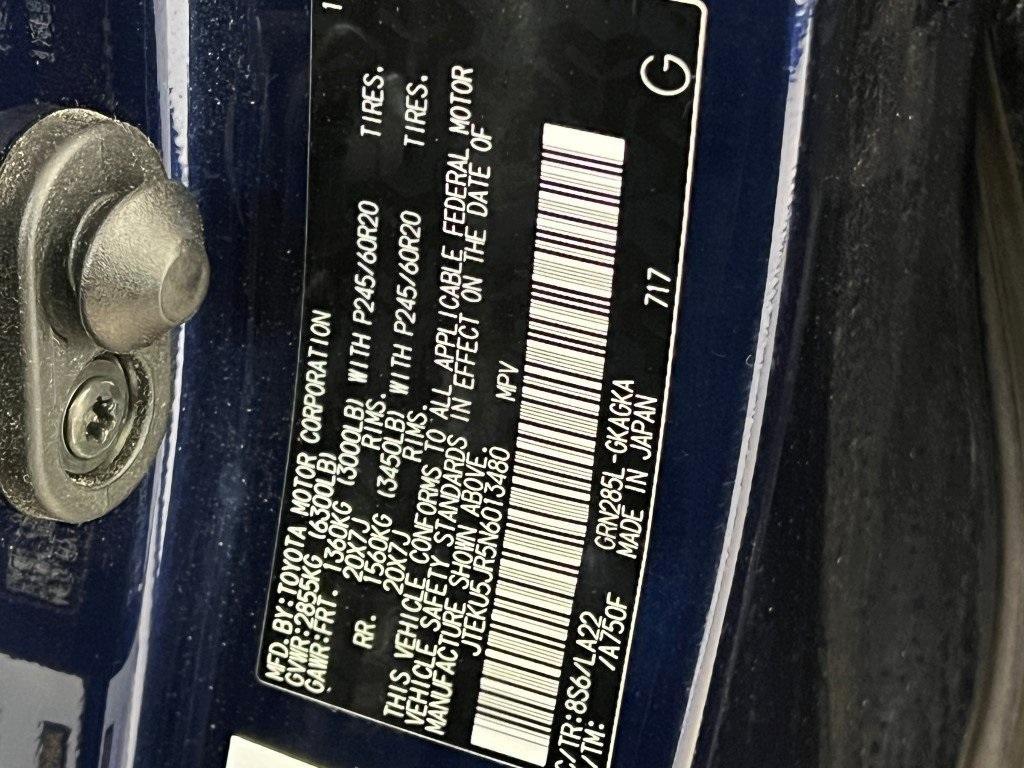 MFD.BY:TOYOTA MOTOR CORPORATION 1
GVWR:2855KG (6300LB)
GAWR:FRT. 1360KG (3000LB) WITH P245/60R20 TIRES.
20X7J RIMS.
RR. 1560KG (3450LB) WITH P245/60R20 TIRES.
20X7J RIMS.
THIS VEHICLE CONFORMS TO ALL APPLICABLE FEDERAL MOTOR
VEHICLE SAFETY STANDARDS IN EFFECT ON THE DATE OF
MANUFACTURE SHOWN ABOVE.
JTEKU5JR5N6013480 MPV
C/TR:8S6/LA22 GRN285L-GKAGKA 717 G
/TM: /A750F MADE IN JAPAN